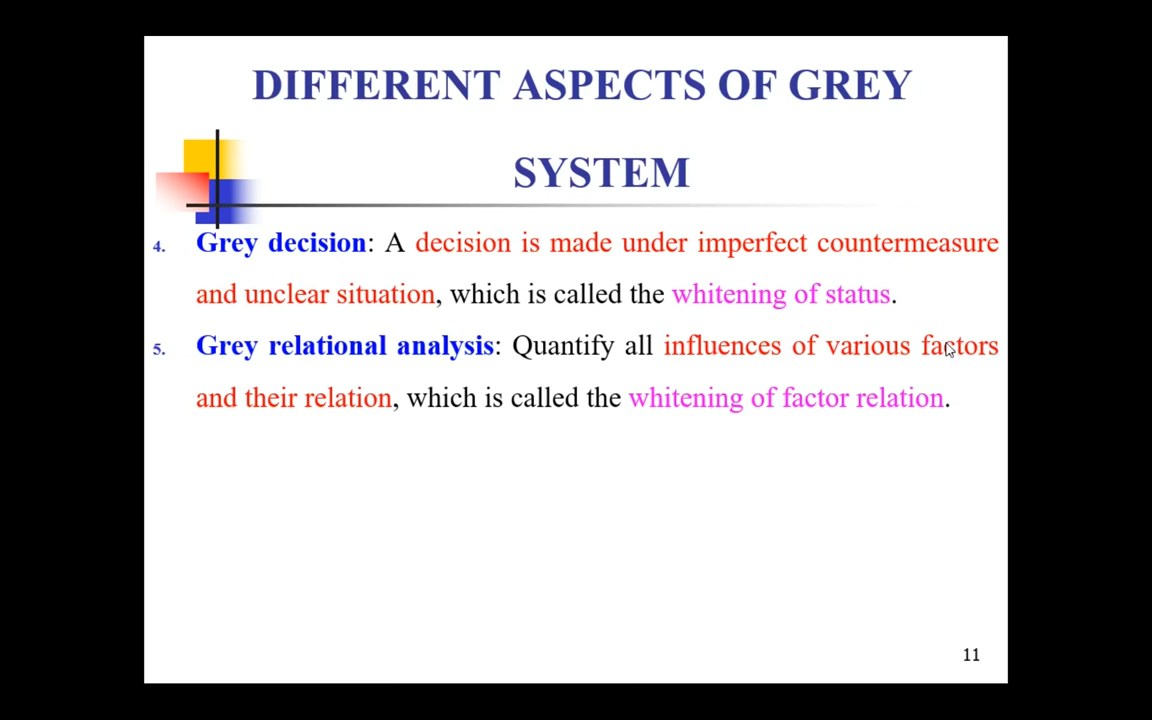 DIFFERENT ASPECTS OF GREY
SYSTEM
4. Grey decision: A decision is made under imperfect countermeasure
and unclear situation, which is called the whitening of status.
5. Grey relational analysis: Quantify all influences of various factors
and their relation, which is called the whitening of factor relation.
11